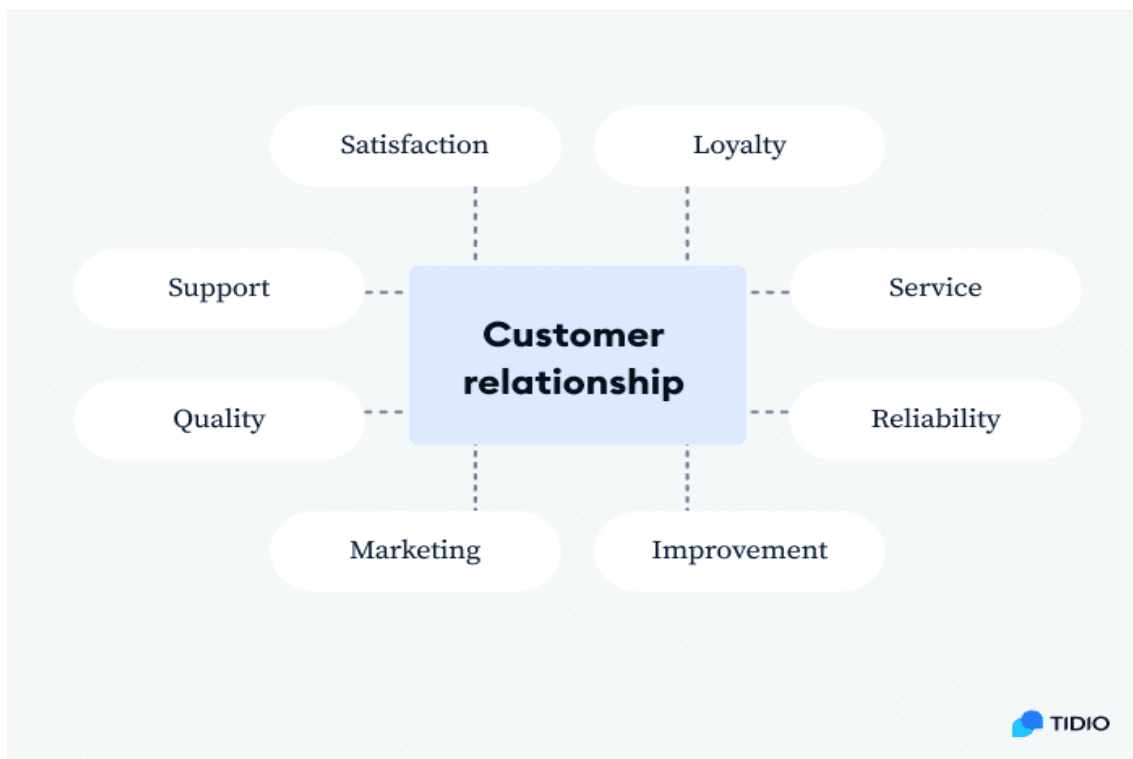 Satisfaction
Loyalty
Support
Customer
relationship
Service
Quality
Reliability
Marketing
Improvement
TIDIO